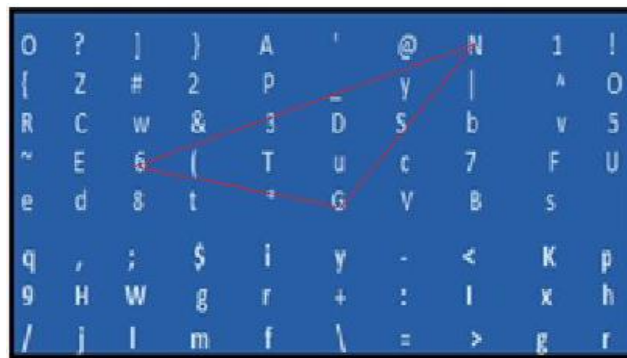 O ? ] } A ' @ N 1 !
{ Z # 2 P _ y | ^ O
R C w & 3 D S b v 5
~ E 6 ( T u c 7 F U
e d 8 t " G V B s
q , ; $ i y - < K p
9 H W g r + : I x h
/ j l m f \ = > g r